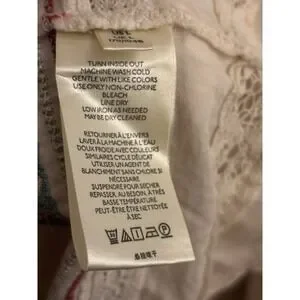 TURN INSIDE OUT
MACHINE WASH COLD
GENTLE WITH LIKE COLORS
USE ONLY NON-CHLORINE
BLEACH
LINE DRY
LOW IRON AS NEEDED
MAY BE DRY CLEANED
RETOURNER À L'ENVERS
LAVER À LA MACHINE À L'EAU
DOUX FROIDE AVEC COULEURS
SIMILAIRES CYCLE DÉLICAT
UTILISER UN AGENT DE
BLANCHIMENT SANS CHLORE SI
NÉCESSAIRE
SUSPENDRE POUR SÉCHER
REPASSER, AU BESOIN, À TRÈS
BASSE TEMPÉRATURE
PEUT-ÊTRE ÊTRE NETTOYÉE
À SEC